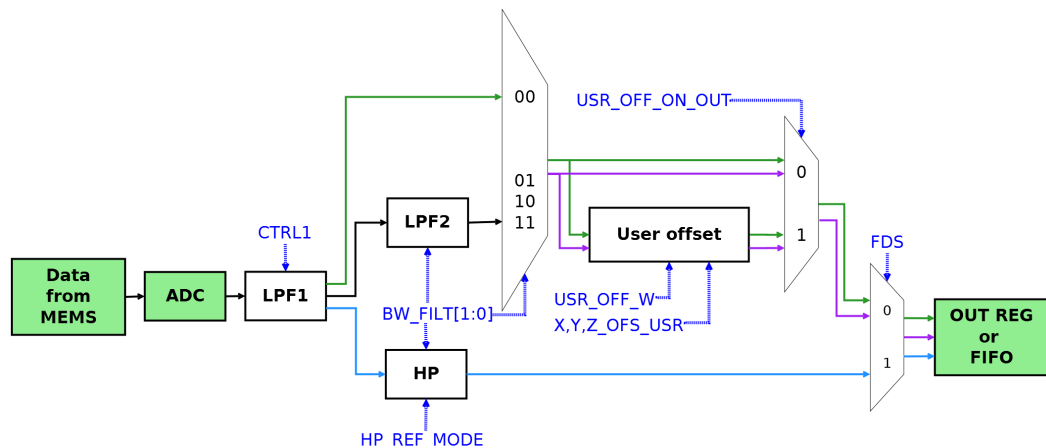 00
USR_OFF_ON_OUT
0
01
10
11
LPF2
CTRL1
User offset
1
FDS
Data
from
MEMS
ADC
LPF1
USR_OFF_W
BW_FILT[1:0]
X,Y,Z_OFS_USR
0
OUT REG
or
FIFO
1
HP
HP_REF_MODE